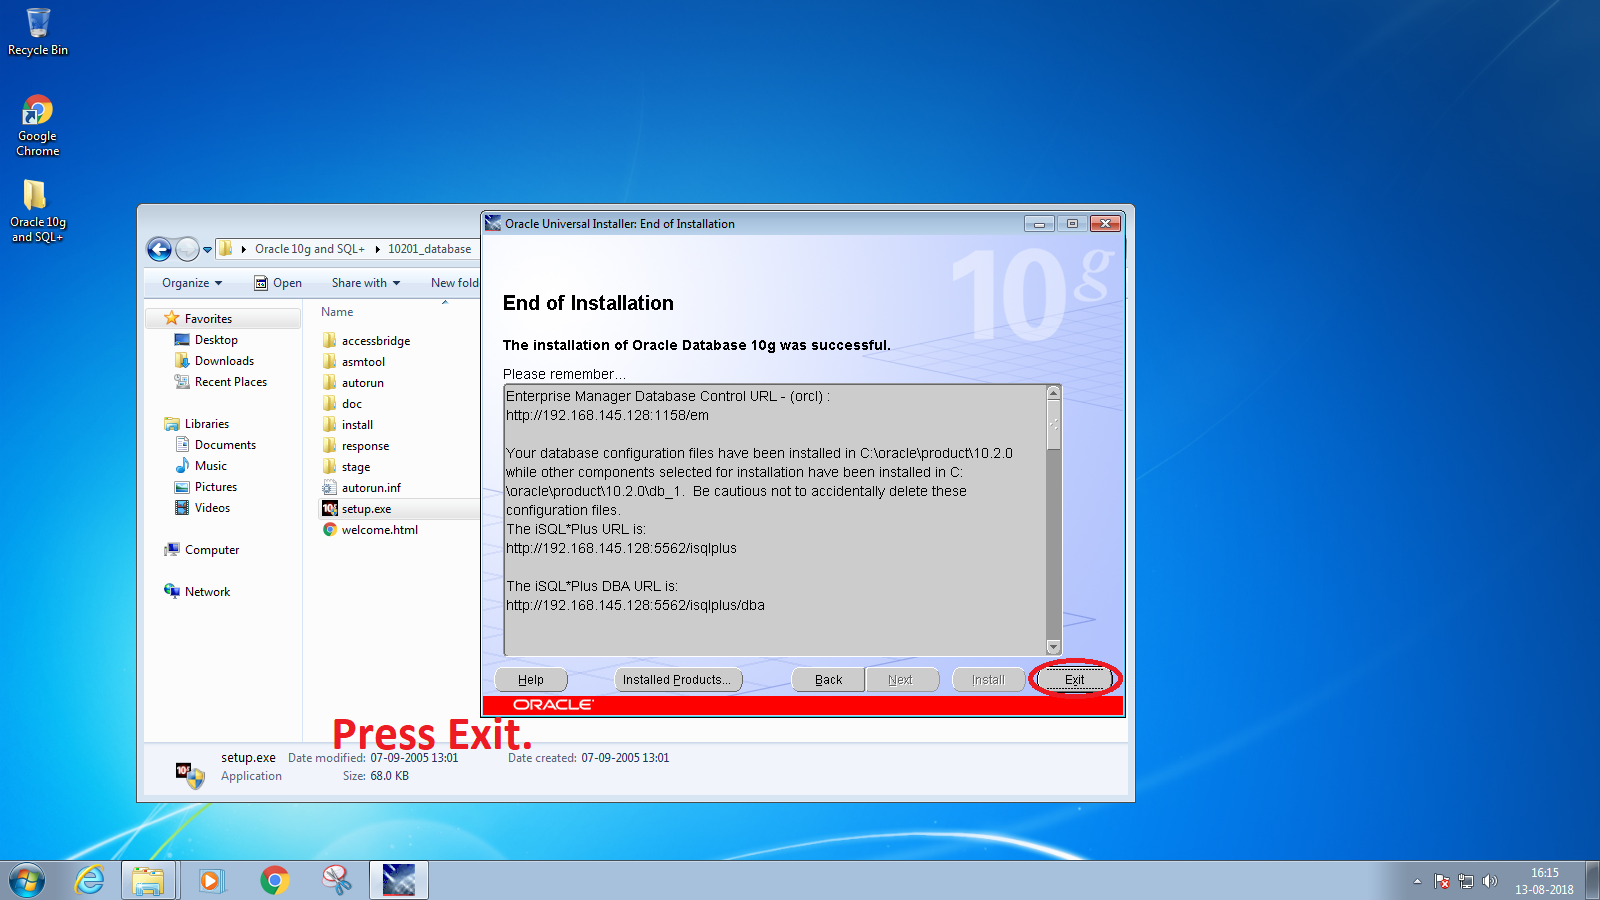 Recycle Bin
Google
Chrome
Oracle 10g
and SQL+
Oracle 10g and SQL+ 10201_database
Organize Open Share with New fold
Favorites
Desktop
Downloads
Recent Places
Libraries
Documents
Music
Pictures
Videos
Computer
Network
Name
accessbridge
asmtool
autorun
doc
install
response
stage
autorun.inf
setup.exe
welcome.html
Oracle Universal Installer: End of Installation
10g
End of Installation
The installation of Oracle Database 10g was successful.
Please remember...
Enterprise Manager Database Control URL - (orcl) :
http://192.168.145.128:1158/em
Your database configuration files have been installed in C:\oracle\product\10.2.0
while other components selected for installation have been installed in C:
\oracle\product\10.2.0\db_1. Be cautious not to accidentally delete these
configuration files.
The iSQL*Plus URL is:
http://192.168.145.128:5562/isqlplus
The iSQL*Plus DBA URL is:
http://192.168.145.128:5562/isqlplus/dba
Help Installed Products... Back Next Install Exit
ORACLE
Press Exit.
setup.exe Date modified: 07-09-2005 13:01 Date created: 07-09-2005 13:01
Application Size: 68.0 KB
16:15
13-08-2018